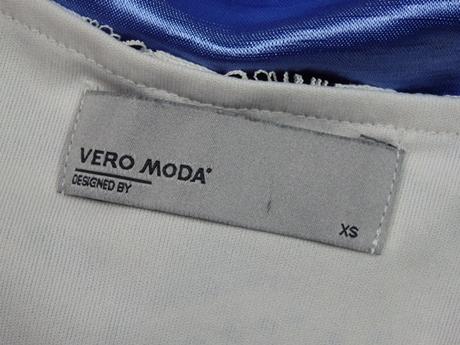 VERO MODA®
DESIGNED BY
XS